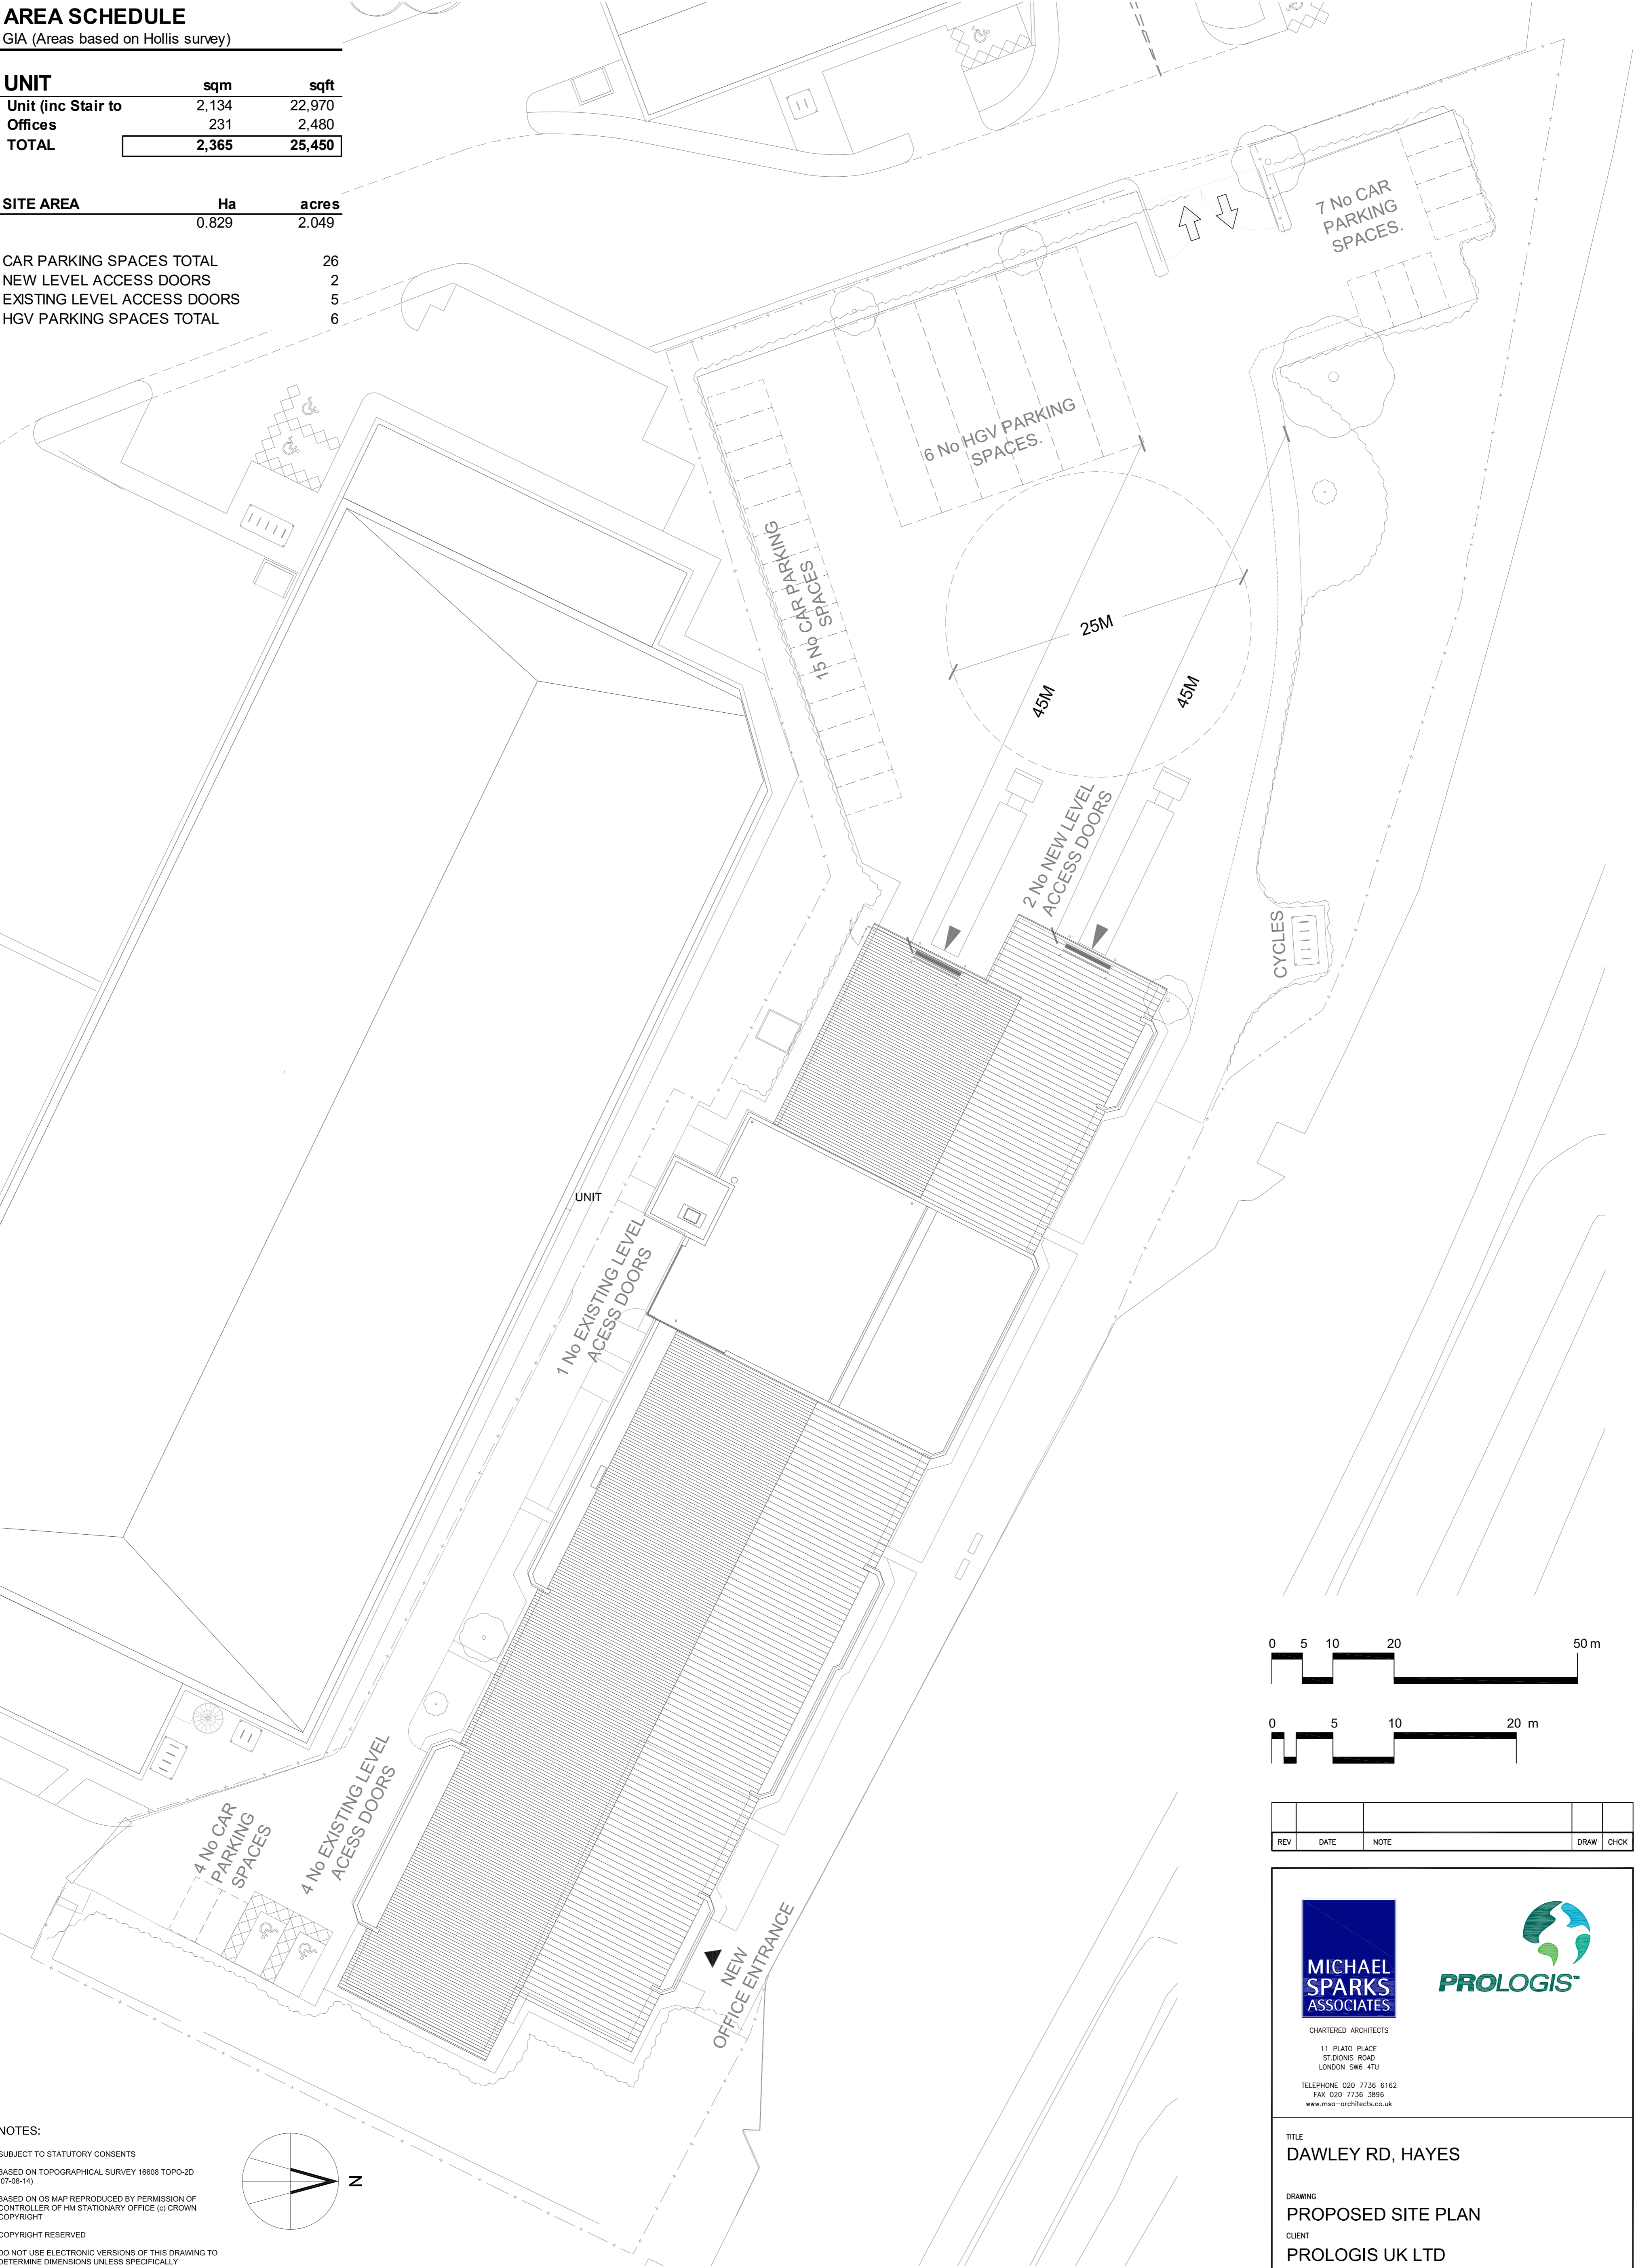 AREA SCHEDULE
GIA (Areas based on Hollis survey)
UNIT sqm sqft
Unit (inc Stair to 2,134 22,970
Offices 231 2,480
TOTAL 2,365 25,450
SITE AREA Ha acres
0.829 2.049
CAR PARKING SPACES TOTAL 26
NEW LEVEL ACCESS DOORS 2
EXISTING LEVEL ACCESS DOORS 5
HGV PARKING SPACES TOTAL 6
7 No CAR
PARKING
SPACES.
6 No HGV PARKING
SPACES.
15 No CAR PARKING
SPACES
25M
45M
45M
2 No NEW LEVEL
ACCESS DOORS
CYCLES
UNIT
1 No EXISTING LEVEL
ACESS DOORS
4 No EXISTING LEVEL
ACESS DOORS
4 No CAR
PARKING
SPACES
NEW
OFFICE ENTRANCE
0 5 10 20 50 m
0 5 10 20 m
REV DATE NOTE DRAW CHCK
MICHAEL
SPARKS
ASSOCIATES
PROLOGIS™
CHARTERED ARCHITECTS
11 PLATO PLACE
ST.DIONIS ROAD
LONDON SW6 4TU
TELEPHONE 020 7736 6162
FAX 020 7736 3896
www.msa-architects.co.uk
TITLE
DAWLEY RD, HAYES
DRAWING
PROPOSED SITE PLAN
CLIENT
PROLOGIS UK LTD
NOTES:
SUBJECT TO STATUTORY CONSENTS
BASED ON TOPOGRAPHICAL SURVEY 16608 TOPO-2D
(07-08-14)
BASED ON OS MAP REPRODUCED BY PERMISSION OF
CONTROLLER OF HM STATIONARY OFFICE (c) CROWN
COPYRIGHT
COPYRIGHT RESERVED
DO NOT USE ELECTRONIC VERSIONS OF THIS DRAWING TO
DETERMINE DIMENSIONS UNLESS SPECIFICALLY
N